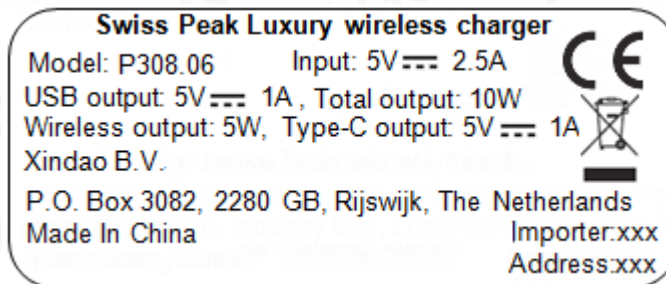 Swiss Peak Luxury wireless charger
Model: P308.06 Input: 5V⎓ 2.5A
USB output: 5V⎓ 1A , Total output: 10W
Wireless output: 5W, Type-C output: 5V⎓ 1A
Xindao B.V.
P.O. Box 3082, 2280 GB, Rijswijk, The Netherlands
Made In China
Importer:xxx
Address:xxx
CE